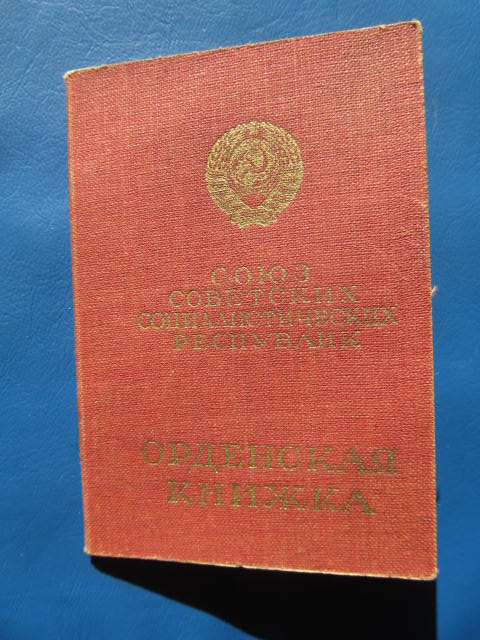 СОЮЗ
СОВЕТСКИХ
СОЦИАЛИСТИЧЕСКИХ
РЕСПУБЛИК
ОРДЕНСКАЯ
КНИЖКА